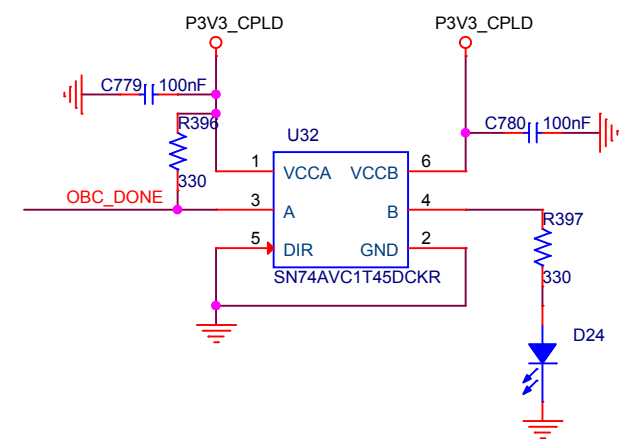 P3V3_CPLD
P3V3_CPLD
C779 100nF
C780 100nF
R396
330
U32
OBC_DONE
1 VCCA VCCB 6
3 A B 4
5 DIR GND 2
SN74AVC1T45DCKR
R397
330
D24